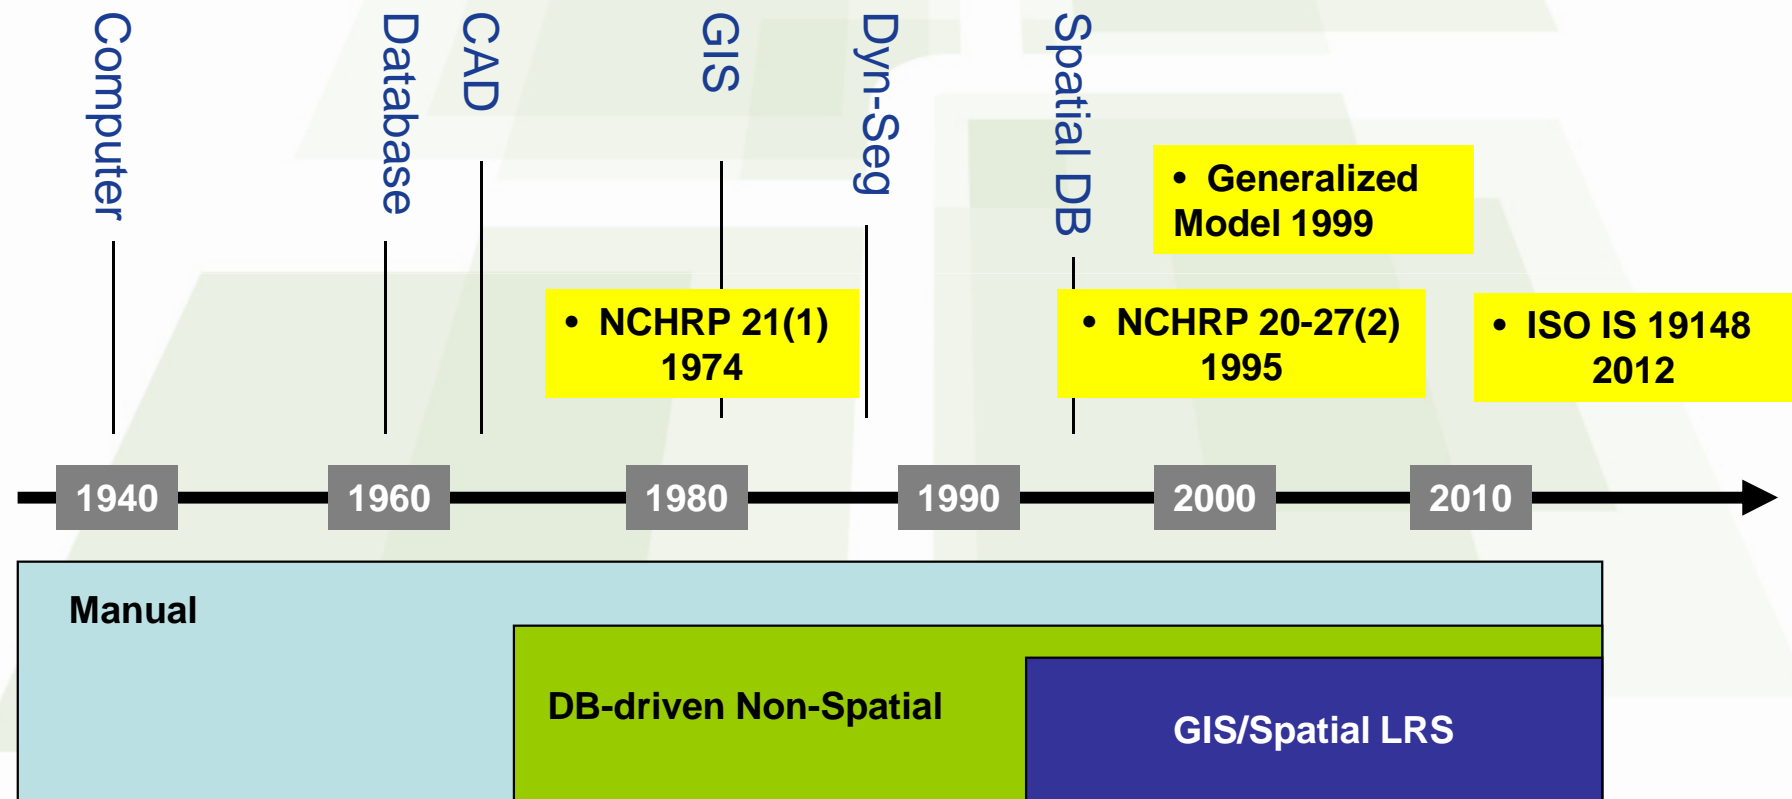 Computer
Database
CAD
GIS
Dyn-Seg
Spatial DB
• Generalized
Model 1999
• NCHRP 21(1)
1974
• NCHRP 20-27(2)
1995
• ISO IS 19148
2012
1940
1960
1980
1990
2000
2010
Manual
DB-driven Non-Spatial
GIS/Spatial LRS